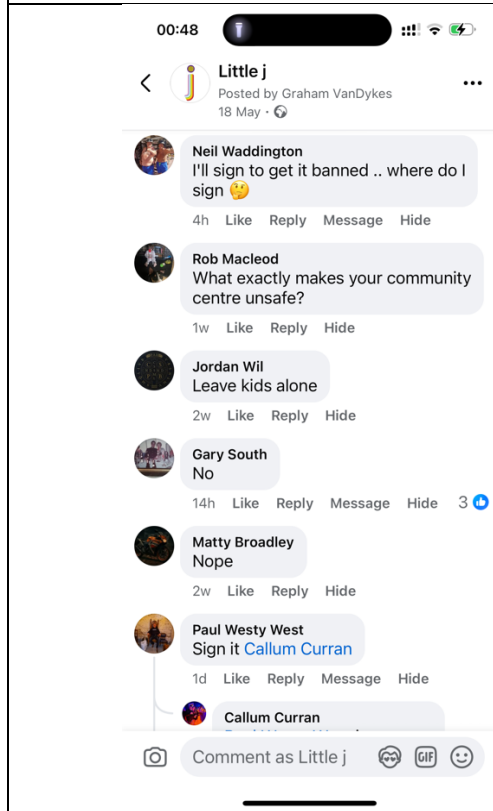 00:48
Little j
Posted by Graham VanDykes
18 May ·
Neil Waddington
I'll sign to get it banned .. where do I
sign 🤔
4h Like Reply Message Hide
Rob Macleod
What exactly makes your community
centre unsafe?
1w Like Reply Hide
Jordan Wil
Leave kids alone
2w Like Reply Hide
Gary South
No
14h Like Reply Message Hide 3
Matty Broadley
Nope
2w Like Reply Hide
Paul Westy West
Sign it Callum Curran
1d Like Reply Message Hide
Callum Curran
Comment as Little j GIF